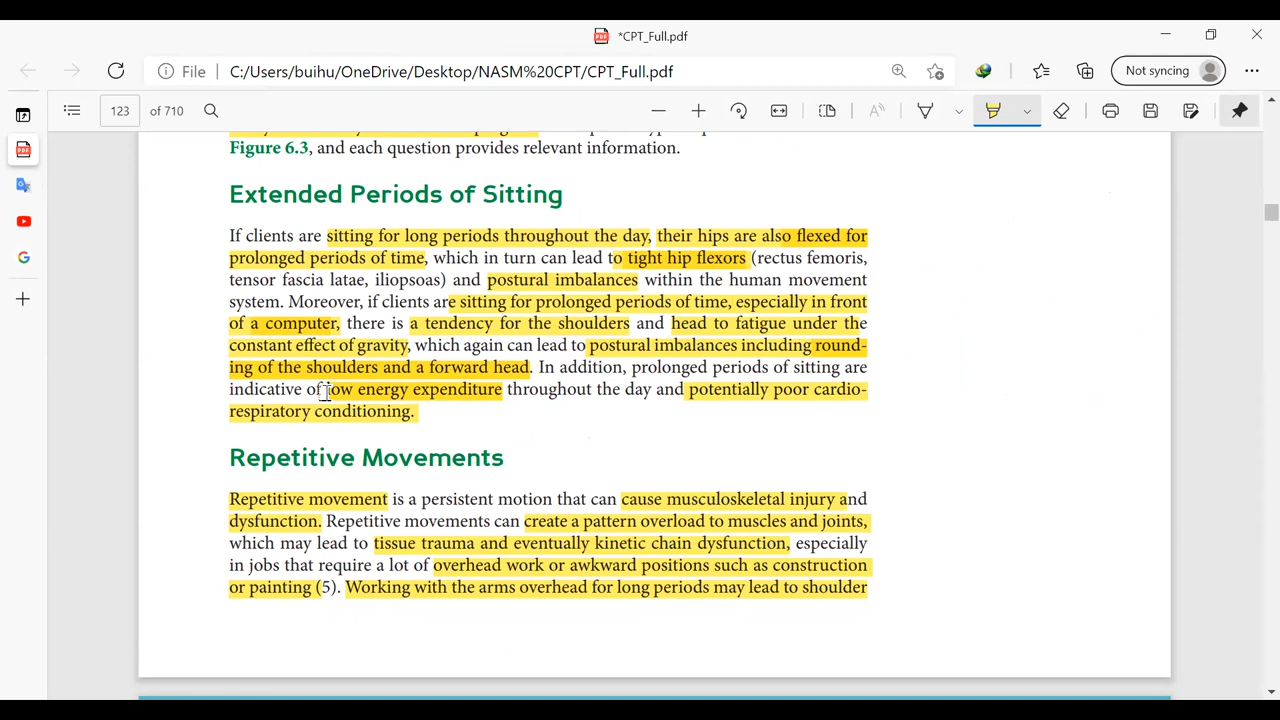 *CPT_Full.pdf
File
C:/Users/buihu/OneDrive/Desktop/NASM%20CPT/CPT_Full.pdf
Not syncing
123 of 710
Figure 6.3, and each question provides relevant information.
Extended Periods of Sitting
If clients are sitting for long periods throughout the day, their hips are also flexed for
prolonged periods of time, which in turn can lead to tight hip flexors (rectus femoris,
tensor fascia latae, iliopsoas) and postural imbalances within the human movement
system. Moreover, if clients are sitting for prolonged periods of time, especially in front
of a computer, there is a tendency for the shoulders and head to fatigue under the
constant effect of gravity, which again can lead to postural imbalances including round-
ing of the shoulders and a forward head. In addition, prolonged periods of sitting are
indicative of low energy expenditure throughout the day and potentially poor cardio-
respiratory conditioning.
Repetitive Movements
Repetitive movement is a persistent motion that can cause musculoskeletal injury and
dysfunction. Repetitive movements can create a pattern overload to muscles and joints,
which may lead to tissue trauma and eventually kinetic chain dysfunction, especially
in jobs that require a lot of overhead work or awkward positions such as construction
or painting (5). Working with the arms overhead for long periods may lead to shoulder